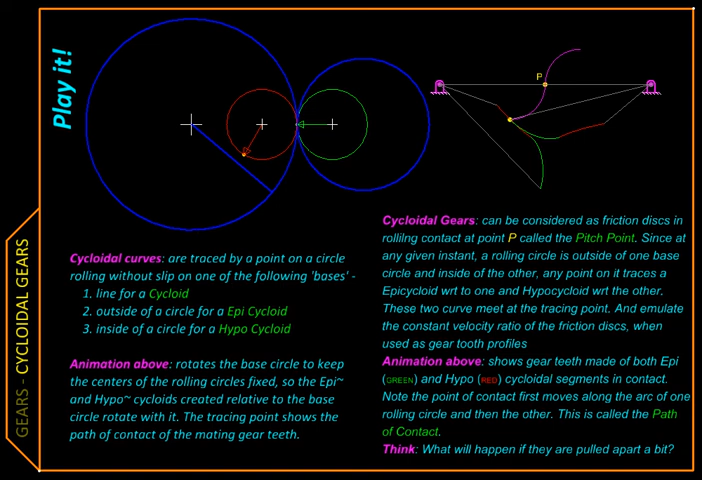 Play it!
P
GEARS - CYCLOIDAL GEARS
Cycloidal curves: are traced by a point on a circle
rolling without slip on one of the following 'bases' -
1. line for a Cycloid
2. outside of a circle for a Epi Cycloid
3. inside of a circle for a Hypo Cycloid
Animation above: rotates the base circle to keep
the centers of the rolling circles fixed, so the Epi~
and Hypo~ cycloids created relative to the base
circle rotate with it. The tracing point shows the
path of contact of the mating gear teeth.
Cycloidal Gears: can be considered as friction discs in
rolliing contact at point P called the Pitch Point. Since at
any given instant, a rolling circle is outside of one base
circle and inside of the other, any point on it traces a
Epicycloid wrt to one and Hypocycloid wrt the other.
These two curve meet at the tracing point. And emulate
the constant velocity ratio of the friction discs, when
used as gear tooth profiles
Animation above: shows gear teeth made of both Epi
(GREEN) and Hypo (RED) cycloidal segments in contact.
Note the point of contact first moves along the arc of one
rolling circle and then the other. This is called the Path
of Contact.
Think: What will happen if they are pulled apart a bit?